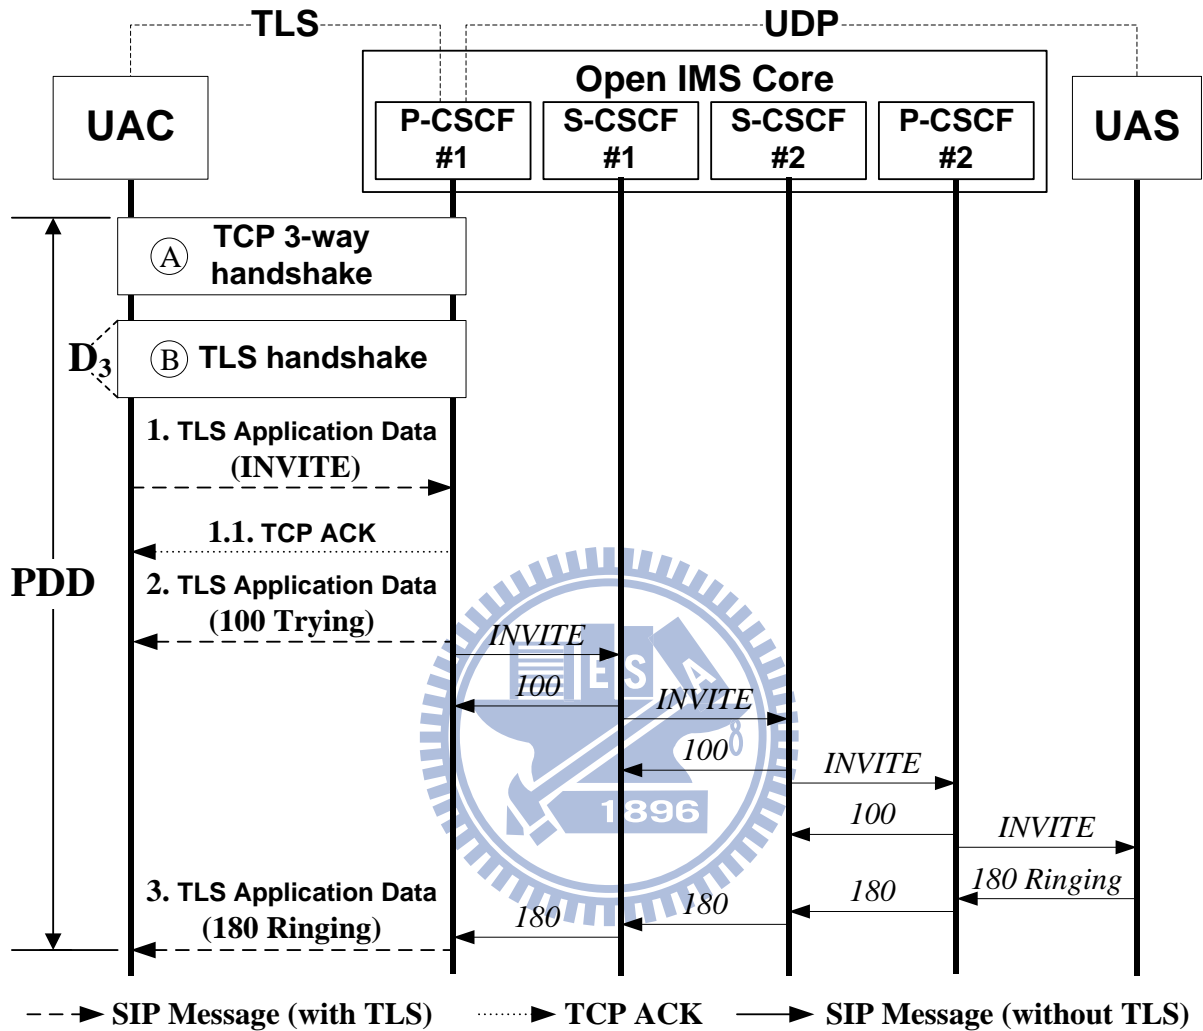 TLS
UDP
Open IMS Core
UAC
P-CSCF
#1
S-CSCF
#1
S-CSCF
#2
P-CSCF
#2
UAS
A
TCP 3-way
handshake
D3
B
TLS handshake
1. TLS Application Data
(INVITE)
1.1. TCP ACK
PDD
2. TLS Application Data
(100 Trying)
INVITE
E S
A
100
INVITE
100
INVITE
1896
100
INVITE
3. TLS Application Data
(180 Ringing)
180 Ringing
180
180
180
SIP Message (with TLS)
TCP ACK
SIP Message (without TLS)